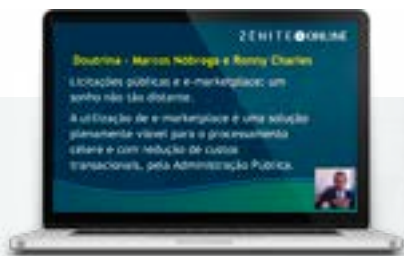 ZENITE ONLINE
Doutrina - Marcos Nóbrega e Ronny Charles
Licitações públicas e e-marketplace: um
sonho não tão distante.
A utilização de e-marketplace é uma solução
plenamente viável para o processamento
célere e com redução de custos
transacionais, pela Administração Pública.